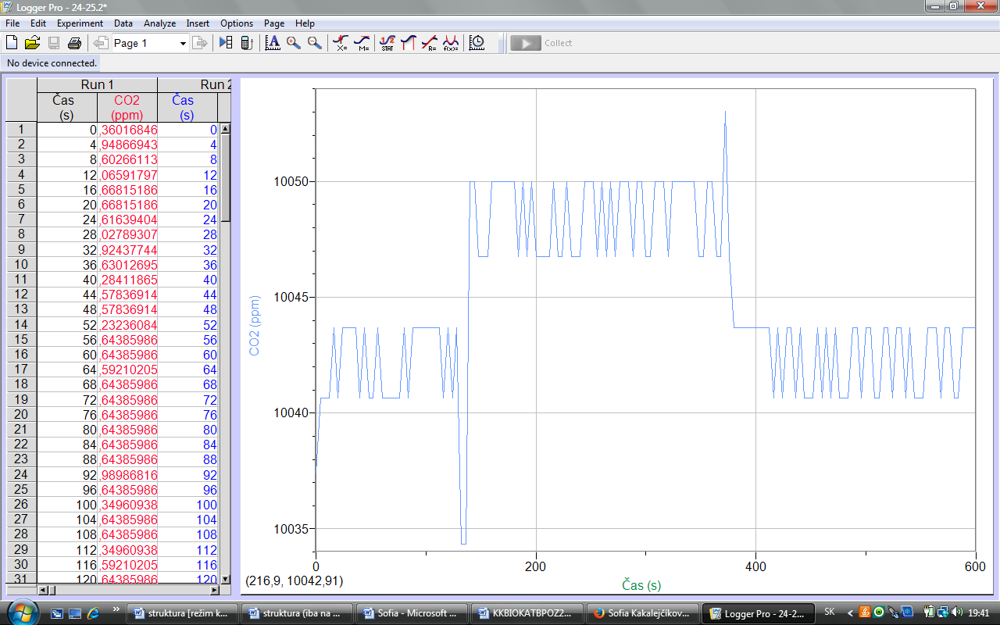 Logger Pro - 24-25.2*
File Edit Experiment Data Analyze Insert Options Page Help
Page 1
X= M= STAT R= f(x)= Collect
No device connected.
Run 1 Run 2
Čas CO2 Čas
(s) (ppm) (s)
1 0 ,36016846 0
2 4 ,94866943 4
3 8 ,60266113 8
4 12 ,06591797 12
5 16 ,66815186 16
6 20 ,66815186 20
7 24 ,61639404 24
8 28 ,02789307 28
9 32 ,92437744 32
10 36 ,63012695 36
11 40 ,28411865 40
12 44 ,57836914 44
13 48 ,57836914 48
14 52 ,23236084 52
15 56 ,64385986 56
16 60 ,64385986 60
17 64 ,59210205 64
18 68 ,64385986 68
19 72 ,64385986 72
20 76 ,64385986 76
21 80 ,64385986 80
22 84 ,64385986 84
23 88 ,64385986 88
24 92 ,98986816 92
25 96 ,64385986 96
26 100 ,34960938 100
27 104 ,64385986 104
28 108 ,64385986 108
29 112 ,34960938 112
30 116 ,59210205 116
31 120 ,64385986 120
10050
10045
CO2 (ppm)
10040
10035
0 200 400 600
(216,9, 10042,91)
Čas (s)
struktura [režim k... struktura (iba na ... Sofia - Microsoft ... KKBIOKATBPOZ2... Sofia Kakalejčíkov... Logger Pro - 24-2... SK 19:41